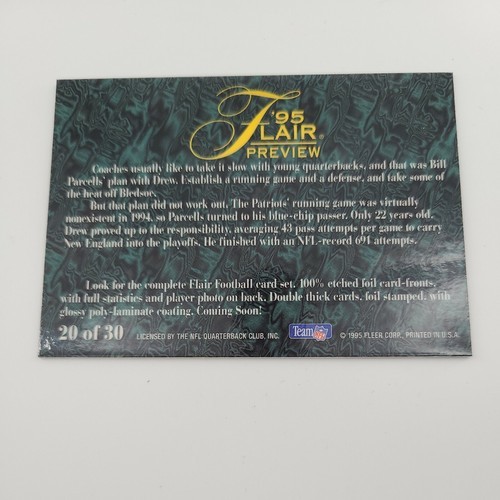 '95
FLAIR®
PREVIEW
Coaches usually like to take it slow with young quarterbacks, and that was Bill
Parcells' plan with Drew. Establish a running game and a defense, and take some of
the heat off Bledsoe.
But that plan did not work out. The Patriots' running game was virtually
nonexistent in 1994, so Parcells turned to his blue-chip passer. Only 22 years old,
Drew proved up to the responsibility, averaging 43 pass attempts per game to carry
New England into the playoffs. He finished with an NFL-record 691 attempts.
Look for the complete Flair Football card set. 100% etched foil card-fronts,
with full statistics and player photo on back. Double thick cards, foil stamped, with
glossy poly-laminate coating. Coming Soon!
20 of 30
LICENSED BY THE NFL QUARTERBACK CLUB, INC.
Team NFL
© 1995 FLEER CORP., PRINTED IN U.S.A.